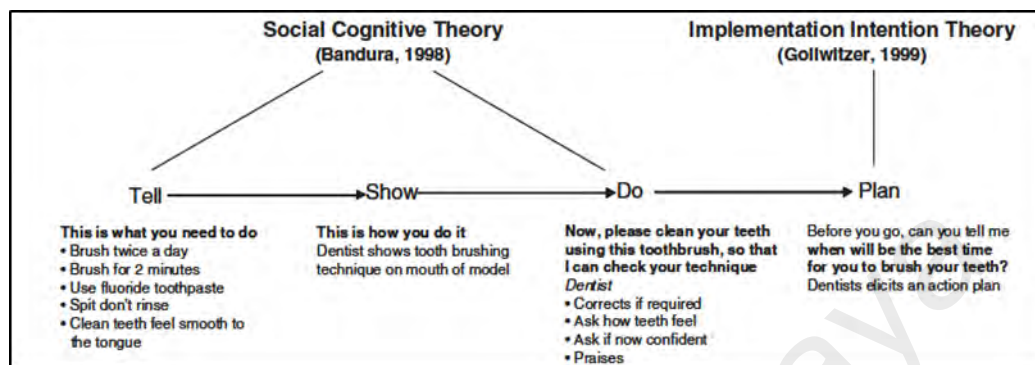 Social Cognitive Theory
(Bandura, 1998)
Implementation Intention Theory
(Gollwitzer, 1999)
Tell
Show
Do
Plan
This is what you need to do
• Brush twice a day
• Brush for 2 minutes
• Use fluoride toothpaste
• Spit don't rinse
• Clean teeth feel smooth to
the tongue
This is how you do it
Dentist shows tooth brushing
technique on mouth of model
Now, please clean your teeth
using this toothbrush, so that
I can check your technique
Dentist
• Corrects if required
• Ask how teeth feel
• Ask if now confident
• Praises
Before you go, can you tell me
when will be the best time
for you to brush your teeth?
Dentists elicits an action plan